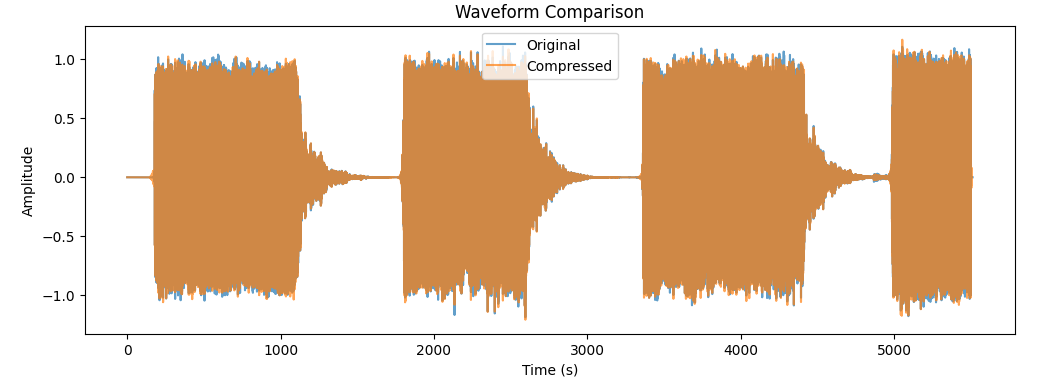 Waveform Comparison
Original
Compressed
1.0
0.5
0.0
−0.5
−1.0
Amplitude
0
1000
2000
3000
4000
5000
Time (s)